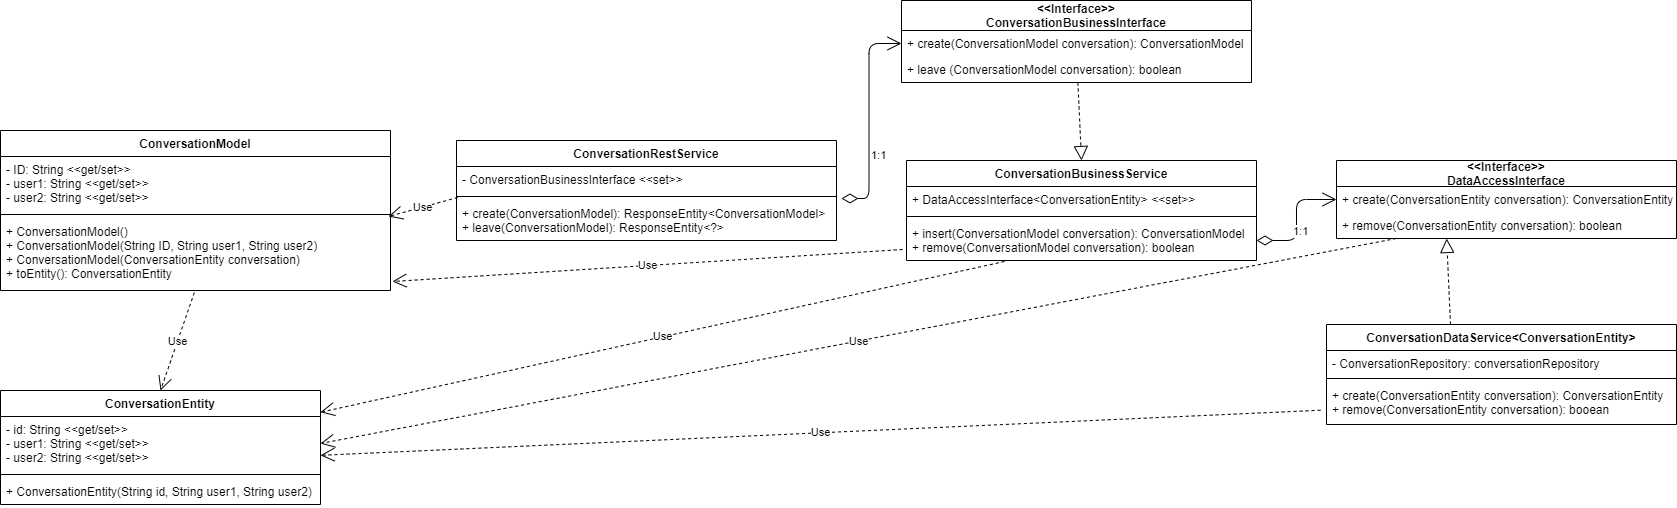 <<Interface>>
ConversationBusinessInterface
+ create(ConversationModel conversation): ConversationModel
+ leave (ConversationModel conversation): boolean
ConversationModel
- ID: String <<get/set>>
- user1: String <<get/set>>
- user2: String <<get/set>>
+ ConversationModel()
+ ConversationModel(String ID, String user1, String user2)
+ ConversationModel(ConversationEntity conversation)
+ toEntity(): ConversationEntity
ConversationRestService
- ConversationBusinessInterface <<set>>
+ create(ConversationModel): ResponseEntity<ConversationModel>
+ leave(ConversationModel): ResponseEntity<?>
1:1
Use
ConversationBusinessService
+ DataAccessInterface<ConversationEntity> <<set>>
+ insert(ConversationModel conversation): ConversationModel
+ remove(ConversationModel conversation): boolean
1:1
<<Interface>>
DataAccessInterface
+ create(ConversationEntity conversation): ConversationEntity
+ remove(ConversationEntity conversation): boolean
Use
Use
Use
Use
ConversationDataService<ConversationEntity>
- ConversationRepository: conversationRepository
+ create(ConversationEntity conversation): ConversationEntity
+ remove(ConversationEntity conversation): booean
Use
ConversationEntity
- id: String <<get/set>>
- user1: String <<get/set>>
- user2: String <<get/set>>
+ ConversationEntity(String id, String user1, String user2)